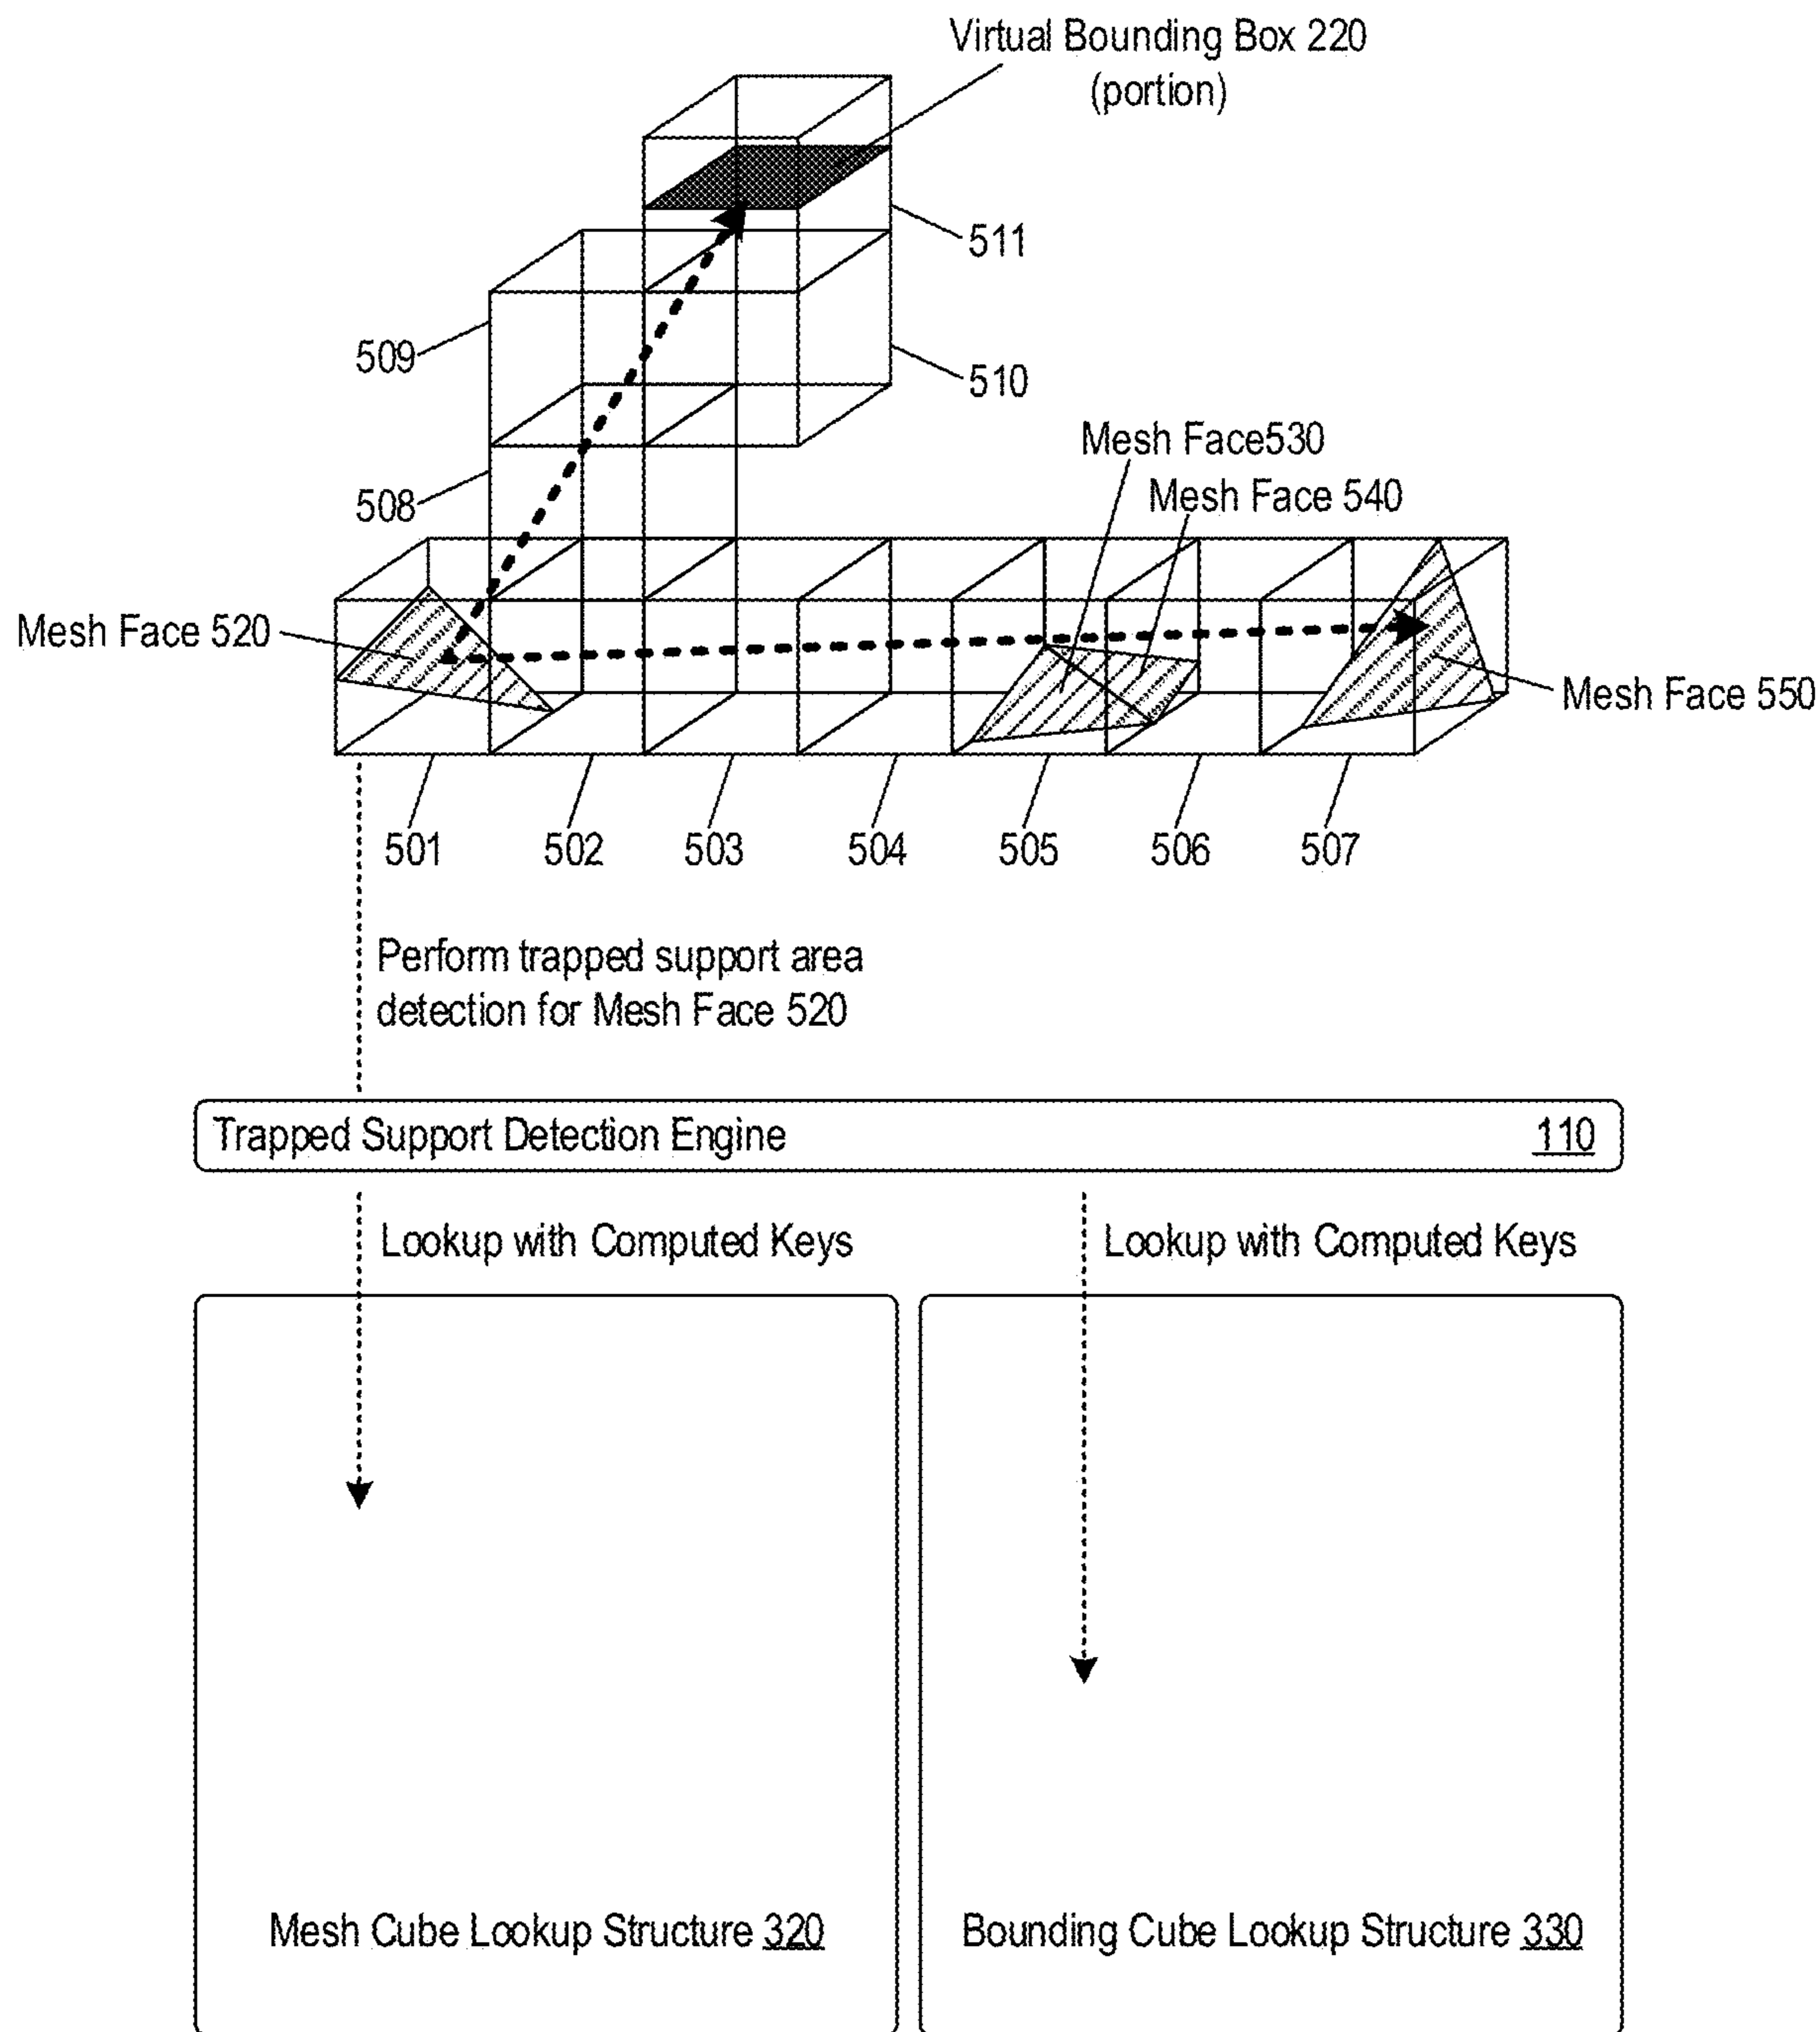 Virtual Bounding Box 220
(portion)
511
509
510
Mesh Face530
Mesh Face 540
508
Mesh Face 520
Mesh Face 550
501
502
503
504
505
506
507
Perform trapped support area
detection for Mesh Face 520
Trapped Support Detection Engine 110
Lookup with Computed Keys
Lookup with Computed Keys
Mesh Cube Lookup Structure 320
Bounding Cube Lookup Structure 330